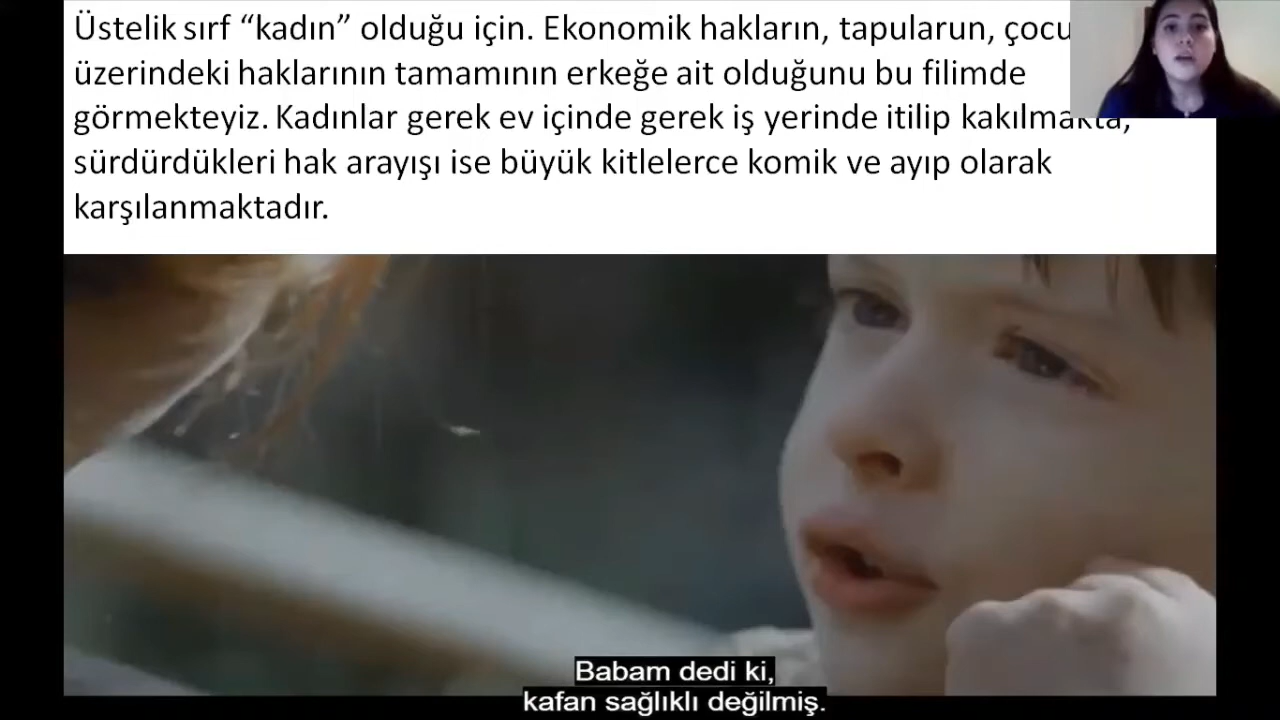 Üstelik sırf “kadın” olduğu için. Ekonomik hakların, tapuların, 
üzerindeki haklarının tamamının erkeğe ait olduğunu bu filimde
görmekteyiz. Kadınlar gerek ev içinde gerek iş yerinde itilip kakılmakta,
sürdürdükleri hak arayışı ise büyük kitlelerce komik ve ayıp olarak
karşılanmaktadır.
Babam dedi ki,
kafan sağlıklı değilmiş.